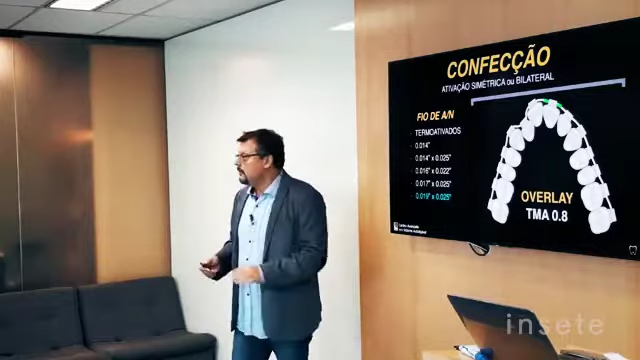 CONFECÇÃO
ATIVAÇÃO SIMÉTRICA ou BILATERAL
FIO DE A/N
- TERMOATIVADOS
- 0.014"
- 0.014" x 0.025"
- 0.016" x 0.022"
- 0.017" x 0.025"
- 0.019" x 0.025"
OVERLAY
TMA 0.8
insete